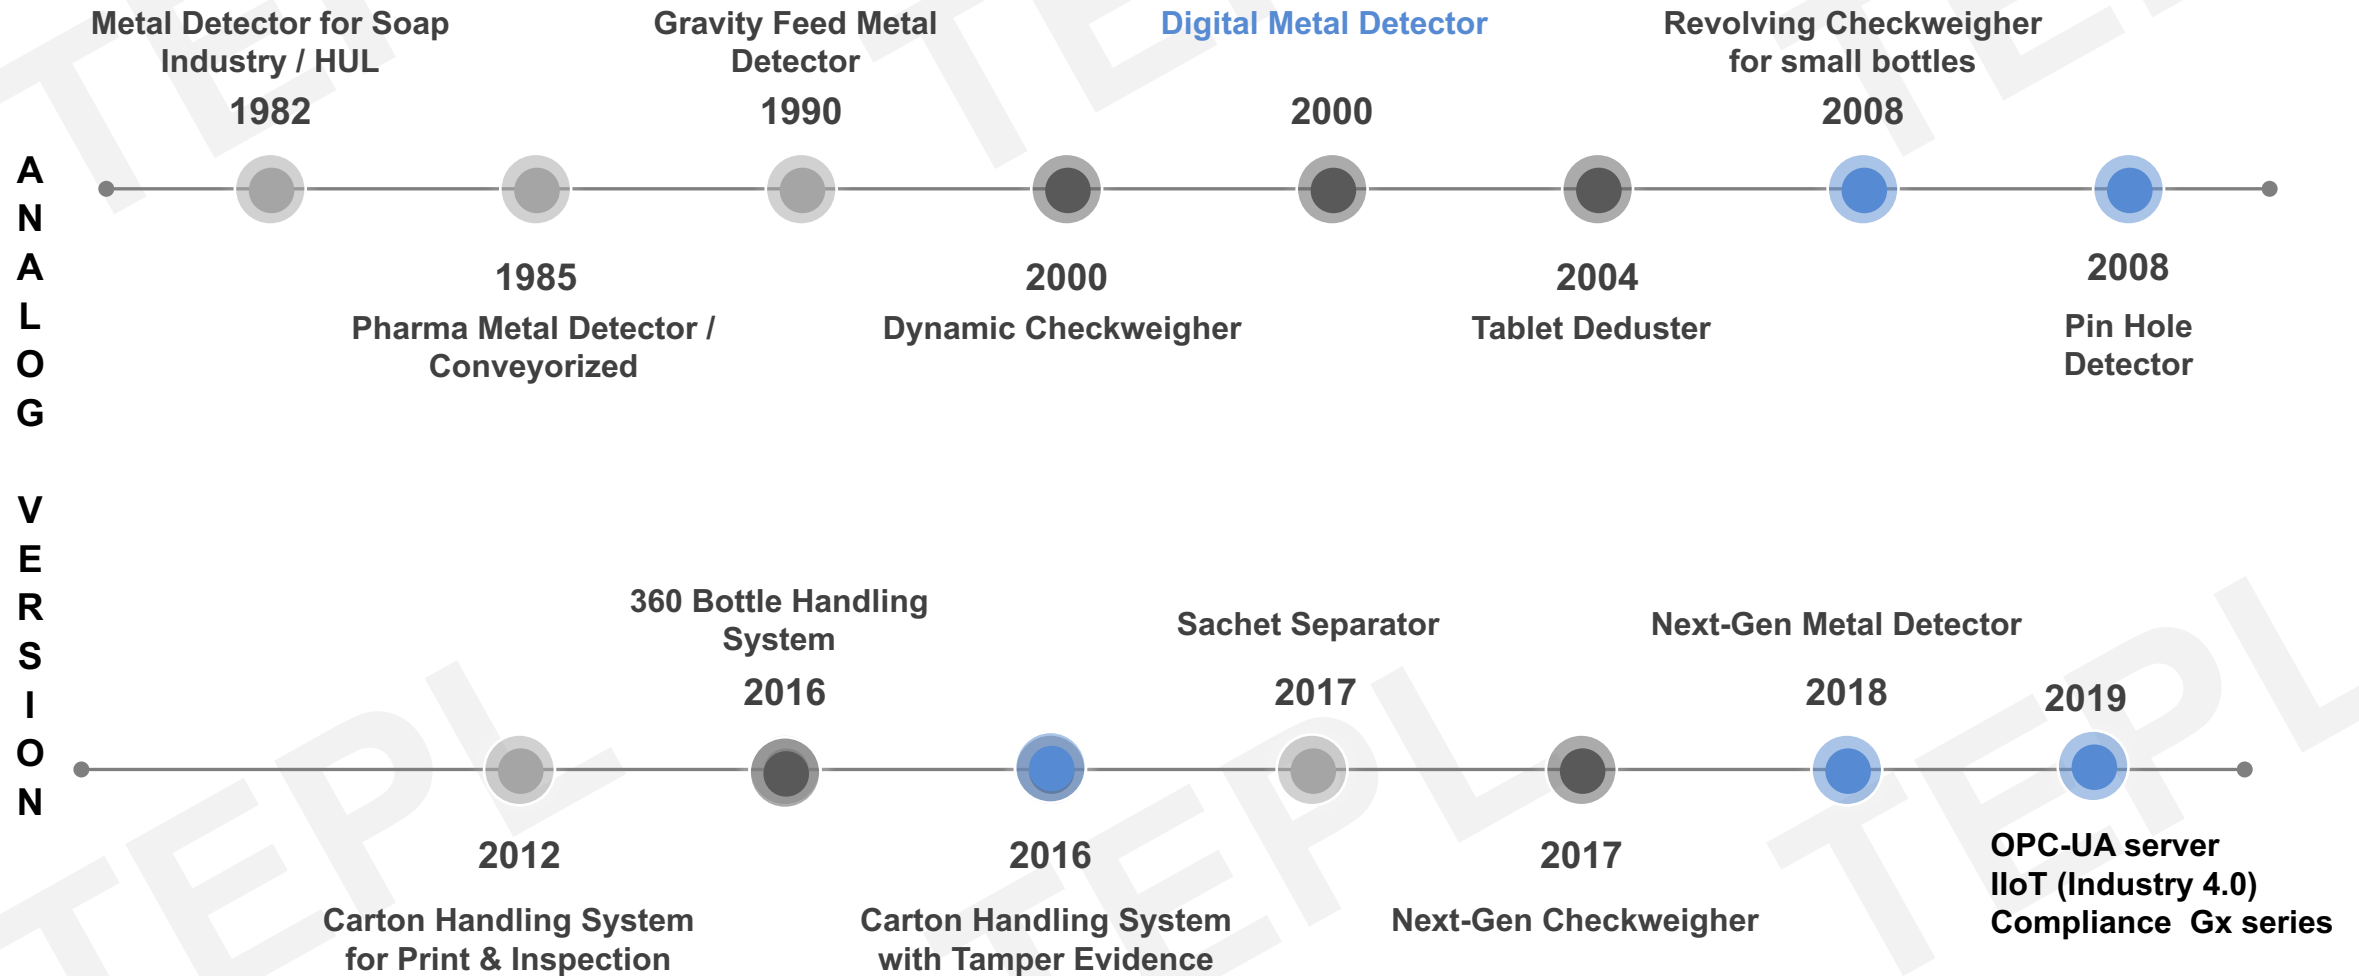 Metal Detector for Soap
Industry / HUL
1982
Gravity Feed Metal
Detector
1990
Digital Metal Detector
2000
Revolving Checkweigher
for small bottles
2008
ANALOG VERSION
1985
Pharma Metal Detector /
Conveyorized
2000
Dynamic Checkweigher
2004
Tablet Deduster
2008
Pin Hole
Detector
360 Bottle Handling
System
2016
Sachet Separator
2017
Next-Gen Metal Detector
2018
2019
2012
Carton Handling System
for Print & Inspection
2016
Carton Handling System
with Tamper Evidence
2017
Next-Gen Checkweigher
OPC-UA server
IIoT (Industry 4.0)
Compliance  Gx series
TEPL
TEPL
TEPL